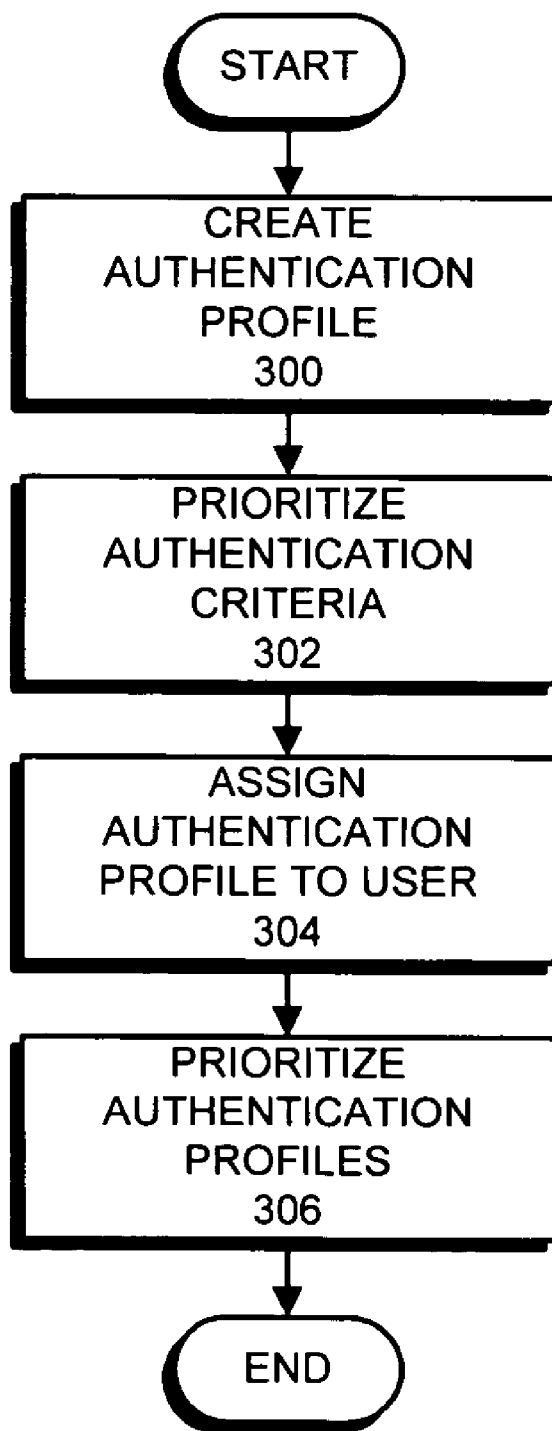 START
CREATE
AUTHENTICATION
PROFILE
300
PRIORITIZE
AUTHENTICATION
CRITERIA
302
ASSIGN
AUTHENTICATION
PROFILE TO USER
304
PRIORITIZE
AUTHENTICATION
PROFILES
306
END